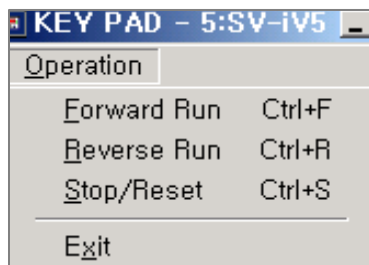 KEY PAD - 5:SV-iV5
Operation
Forward Run Ctrl+F
Reverse Run Ctrl+R
Stop/Reset Ctrl+S
Exit